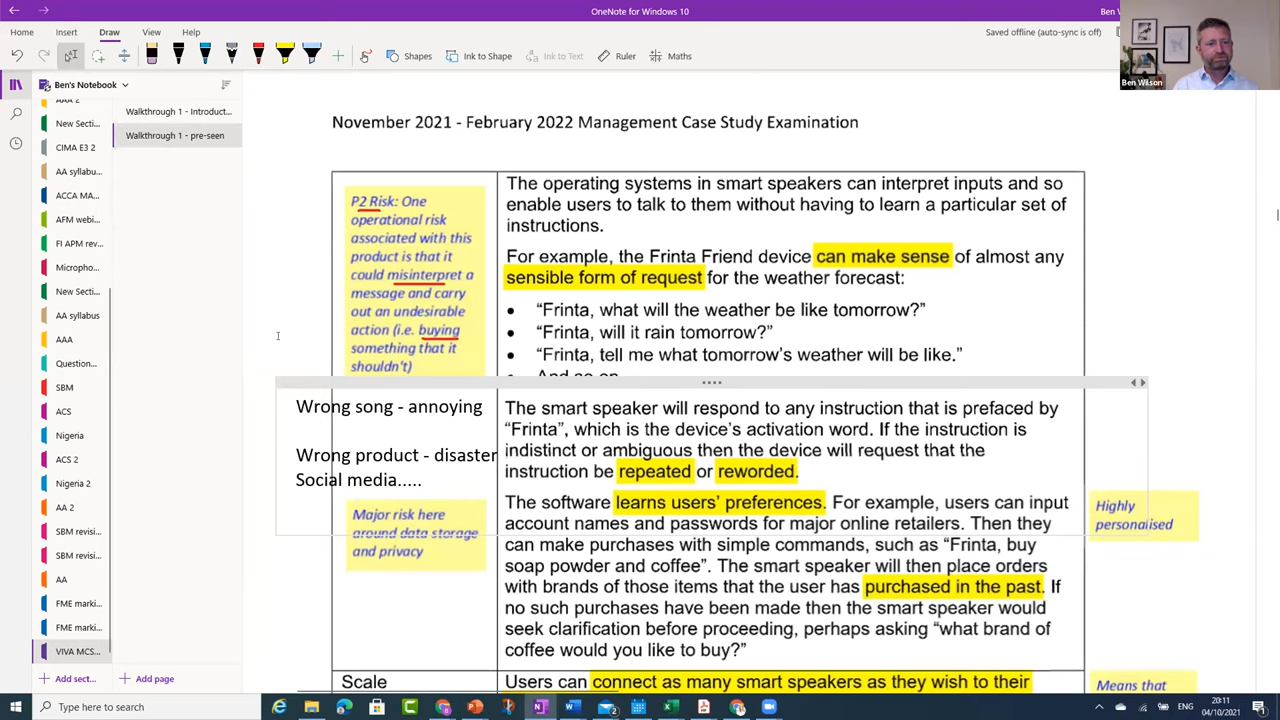 OneNote for Windows 10
Ben W
Home
Insert
Draw
View
Help
Saved offline (auto-sync is off)
Shapes
Ink to Shape
Ink to Text
Ruler
Maths
Ben Wilson
Ben's Notebook
AAA 2
New Secti...
CIMA E3 2
AA syllabu...
ACCA MA...
AFM webi...
FI APM rev...
Micropho...
New Secti...
AA syllabus
AAA
Question...
SBM
ACS
Nigeria
ACS 2
Nigeria 2
AA 2
SBM revisi...
SBM revisi...
AA
FME marki...
FME marki...
VIVA MCS...
Add sect...
Walkthrough 1 - Introduct...
Walkthrough 1 - pre-seen
Add page
November 2021 - February 2022 Management Case Study Examination
P2 Risk: One
operational risk
associated with this
product is that it
could misinterpret a
message and carry
out an undesirable
action (i.e. buying
something that it
shouldn't)
The operating systems in smart speakers can interpret inputs and so
enable users to talk to them without having to learn a particular set of
instructions.
For example, the Frinta Friend device can make sense of almost any
sensible form of request for the weather forecast:
• “Frinta, what will the weather be like tomorrow?”
• “Frinta, will it rain tomorrow?”
• “Frinta, tell me what tomorrow’s weather will be like.”
• And so on
Wrong song - annoying
Wrong product - disaster
Social media.....
The smart speaker will respond to any instruction that is prefaced by
“Frinta”, which is the device’s activation word. If the instruction is
indistinct or ambiguous then the device will request that the
instruction be repeated or reworded.
Major risk here
around data storage
and privacy
The software learns users’ preferences. For example, users can input
account names and passwords for major online retailers. Then they
can make purchases with simple commands, such as “Frinta, buy
soap powder and coffee”. The smart speaker will then place orders
with brands of those items that the user has purchased in the past. If
no such purchases have been made then the smart speaker would
seek clarification before proceeding, perhaps asking “what brand of
coffee would you like to buy?”
Highly
personalised
Scale
Users can connect as many smart speakers as they wish to their
Means that
Type here to search
ENG
20:11
04/10/2021